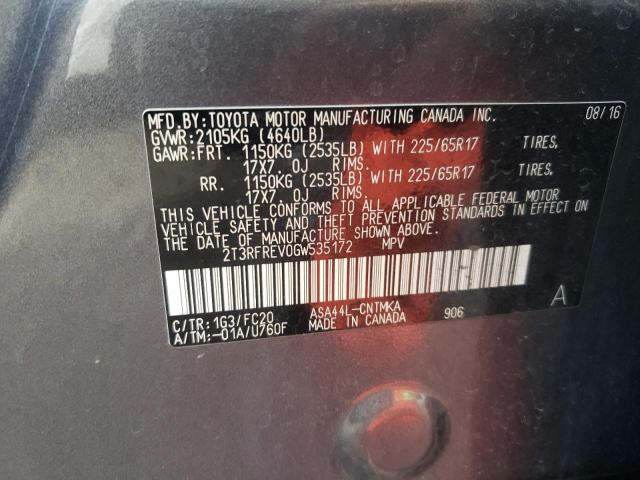 MFD.BY:TOYOTA MOTOR MANUFACTURING CANADA INC. 08/16
GVWR:2105KG (4640LB)
GAWR:FRT. 1150KG (2535LB) WITH 225/65R17 TIRES,
17X7.0J RIMS.
RR. 1150KG (2535LB) WITH 225/65R17 TIRES,
17X7.0J RIMS.
THIS VEHICLE CONFORMS TO ALL APPLICABLE FEDERAL MOTOR
VEHICLE SAFETY AND THEFT PREVENTION STANDARDS IN EFFECT ON
THE DATE OF MANUFACTURE SHOWN ABOVE.
2T3RFREV0GW535172 MPV
C/TR:1G3/FC20 ASA44L-CNTMKA 906 A
A/TM:-01A/U760F MADE IN CANADA